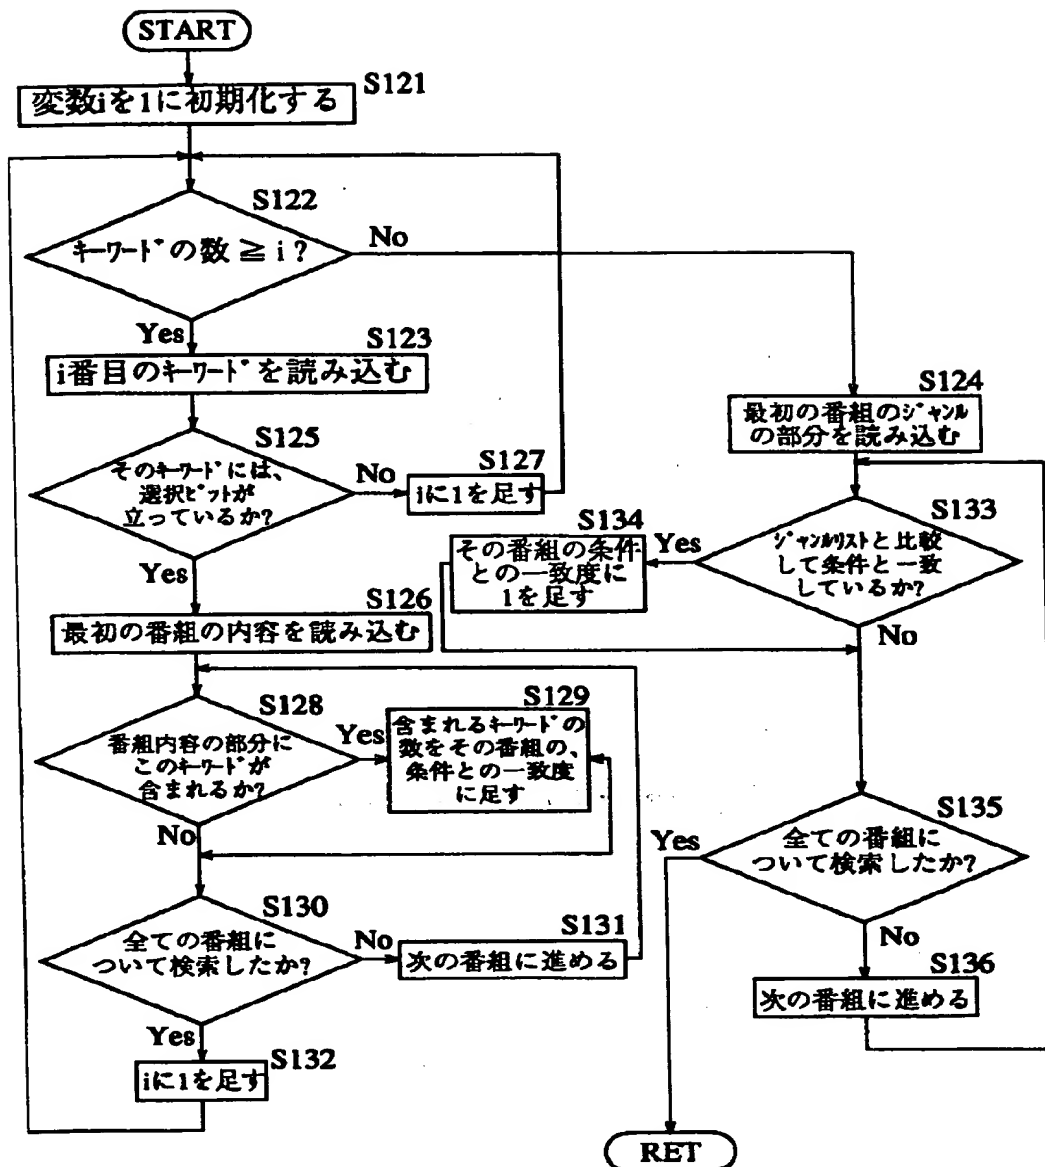 START
S121
変数iを1に初期化する
S122
キーワードの数 ≧ i ?
No
Yes
S123
i番目のキーワードを読み込む
S125
そのキーワードには、
選択ビットが
立っているか?
No
S127
iに1を足す
Yes
S126
最初の番組の内容を読み込む
S128
番組内容の部分に
このキーワードが
含まれるか?
Yes
S129
含まれるキーワードの
数をその番組の、
条件との一致度
に足す
No
S130
全ての番組に
ついて検索したか?
No
S131
次の番組に進める
Yes
S132
iに1を足す
S124
最初の番組のジャンル
の部分を読み込む
S133
ジャンルリストと比較
して条件と一致
しているか?
Yes
S134
その番組の条件
との一致度に
1を足す
No
S135
全ての番組に
ついて検索したか?
Yes
No
S136
次の番組に進める
RET